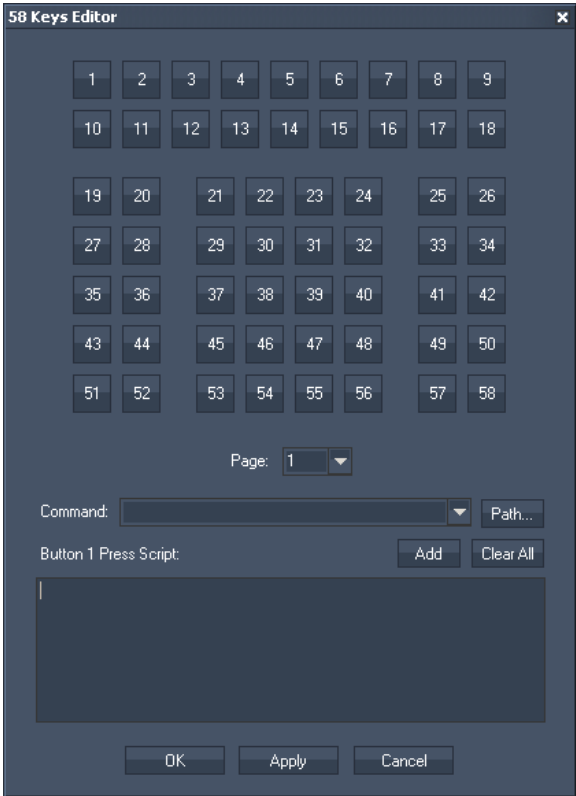 58 Keys Editor x
1 2 3 4 5 6 7 8 9
10 11 12 13 14 15 16 17 18
19 20 21 22 23 24 25 26
27 28 29 30 31 32 33 34
35 36 37 38 39 40 41 42
43 44 45 46 47 48 49 50
51 52 53 54 55 56 57 58
Page: 1
Command: Path...
Button 1 Press Script: Add Clear All
OK Apply Cancel